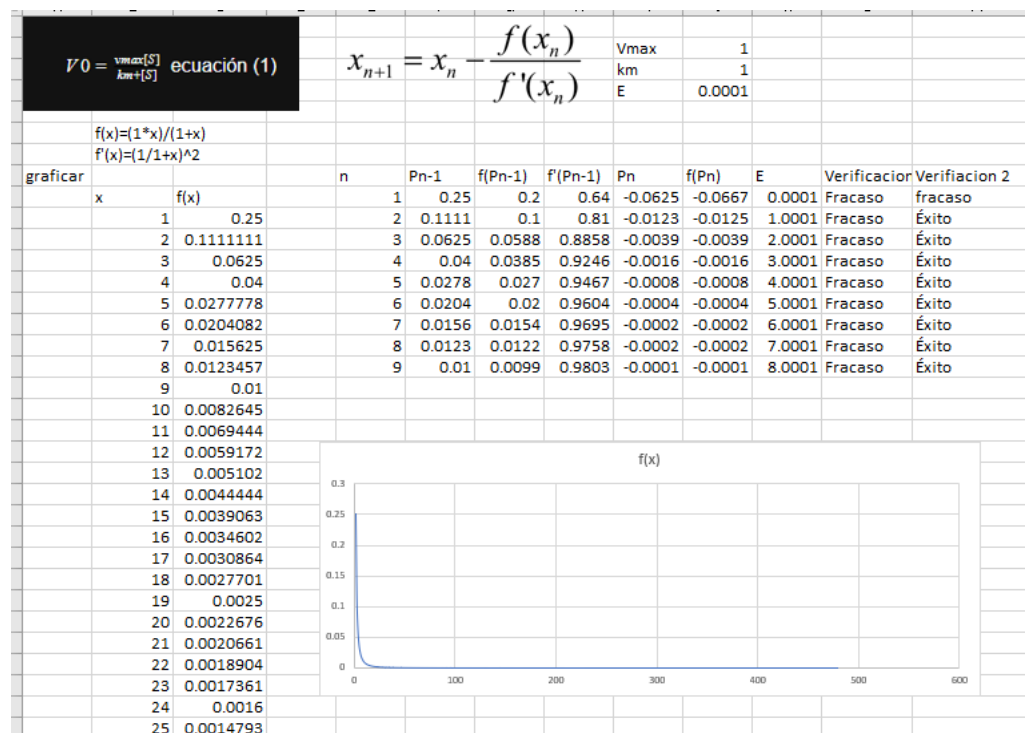 V0 = vmax[S] / km+[S] ecuación (1)
x_{n+1} = x_n - f(x_n) / f'(x_n)
Vmax 1
km 1
E 0.0001
f(x)=(1*x)/(1+x)
f'(x)=(1/1+x)^2
graficar
x f(x)
1 0.25
2 0.1111111
3 0.0625
4 0.04
5 0.0277778
6 0.0204082
7 0.015625
8 0.0123457
9 0.01
10 0.0082645
11 0.0069444
12 0.0059172
13 0.005102
14 0.0044444
15 0.0039063
16 0.0034602
17 0.0030864
18 0.0027701
19 0.0025
20 0.0022676
21 0.0020661
22 0.0018904
23 0.0017361
24 0.0016
25 0.0014793
n Pn-1 f(Pn-1) f'(Pn-1) Pn f(Pn) E Verificacion Verifiacion 2
1 0.25 0.2 0.64 -0.0625 -0.0667 0.0001 Fracaso fracaso
2 0.1111 0.1 0.81 -0.0123 -0.0125 1.0001 Fracaso Éxito
3 0.0625 0.0588 0.8858 -0.0039 -0.0039 2.0001 Fracaso Éxito
4 0.04 0.0385 0.9246 -0.0016 -0.0016 3.0001 Fracaso Éxito
5 0.0278 0.027 0.9467 -0.0008 -0.0008 4.0001 Fracaso Éxito
6 0.0204 0.02 0.9604 -0.0004 -0.0004 5.0001 Fracaso Éxito
7 0.0156 0.0154 0.9695 -0.0002 -0.0002 6.0001 Fracaso Éxito
8 0.0123 0.0122 0.9758 -0.0002 -0.0002 7.0001 Fracaso Éxito
9 0.01 0.0099 0.9803 -0.0001 -0.0001 8.0001 Fracaso Éxito
f(x)
0.3
0.25
0.2
0.15
0.1
0.05
0
0 100 200 300 400 500 600